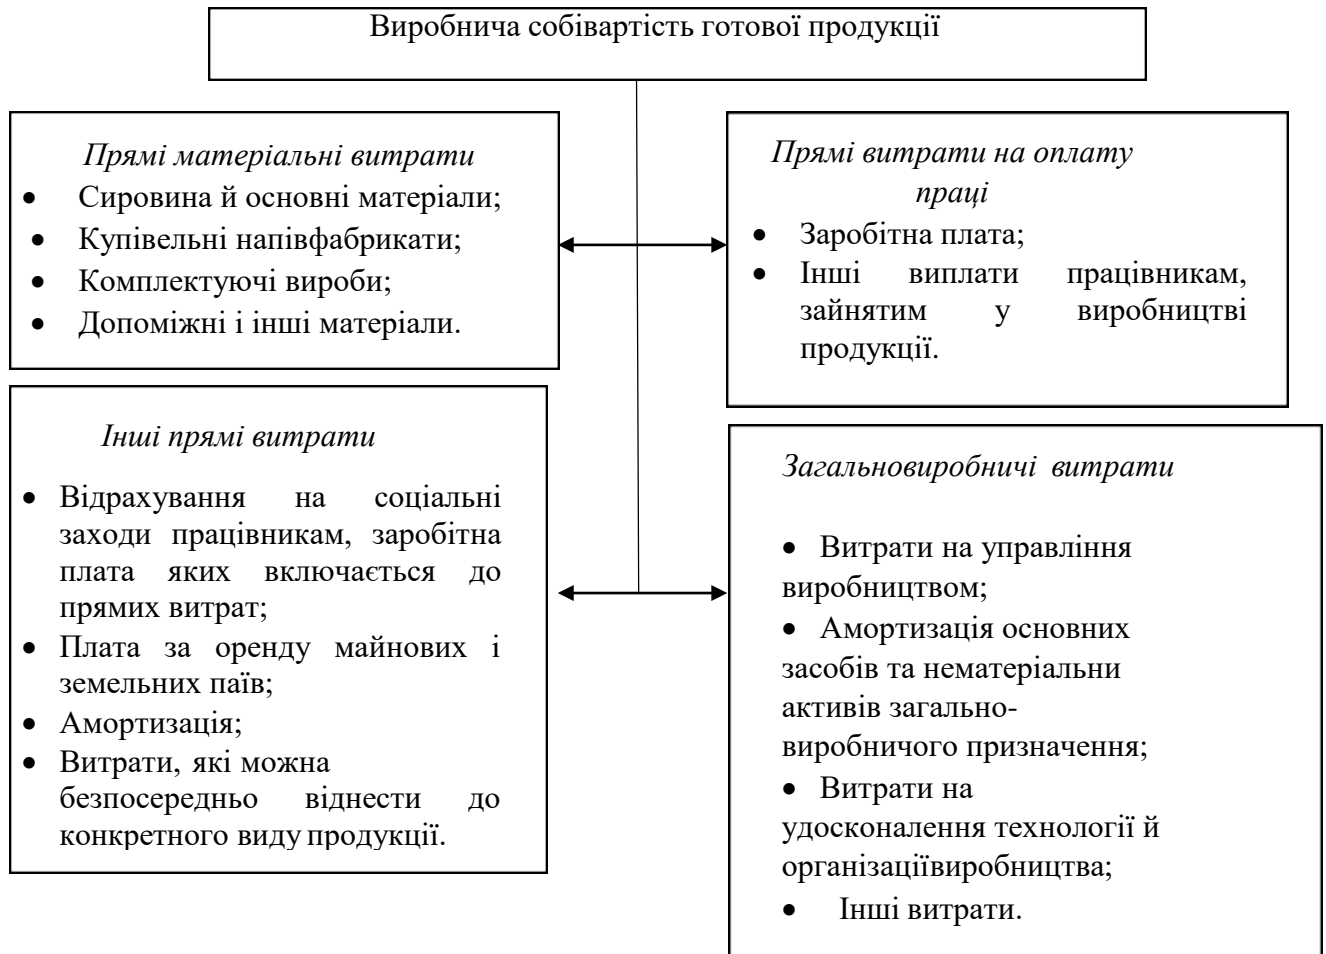 Виробнича собівартість готової продукції
Прямі матеріальні витрати
• Сировина й основні матеріали;
• Купівельні напівфабрикати;
• Комплектуючі вироби;
• Допоміжні і інші матеріали.
Прямі витрати на оплату
праці
• Заробітна плата;
• Інші виплати працівникам,
зайнятим у виробництві
продукції.
Інші прямі витрати
• Відрахування на соціальні
заходи працівникам, заробітна
плата яких включається до
прямих витрат;
• Плата за оренду майнових і
земельних паїв;
• Амортизація;
• Витрати, які можна
безпосередньо віднести до
конкретного виду продукції.
Загальновиробничі витрати
• Витрати на управління
виробництвом;
• Амортизація основних
засобів та нематеріальни
активів загально-
виробничого призначення;
• Витрати на
удосконалення технології й
організаціївиробництва;
• Інші витрати.